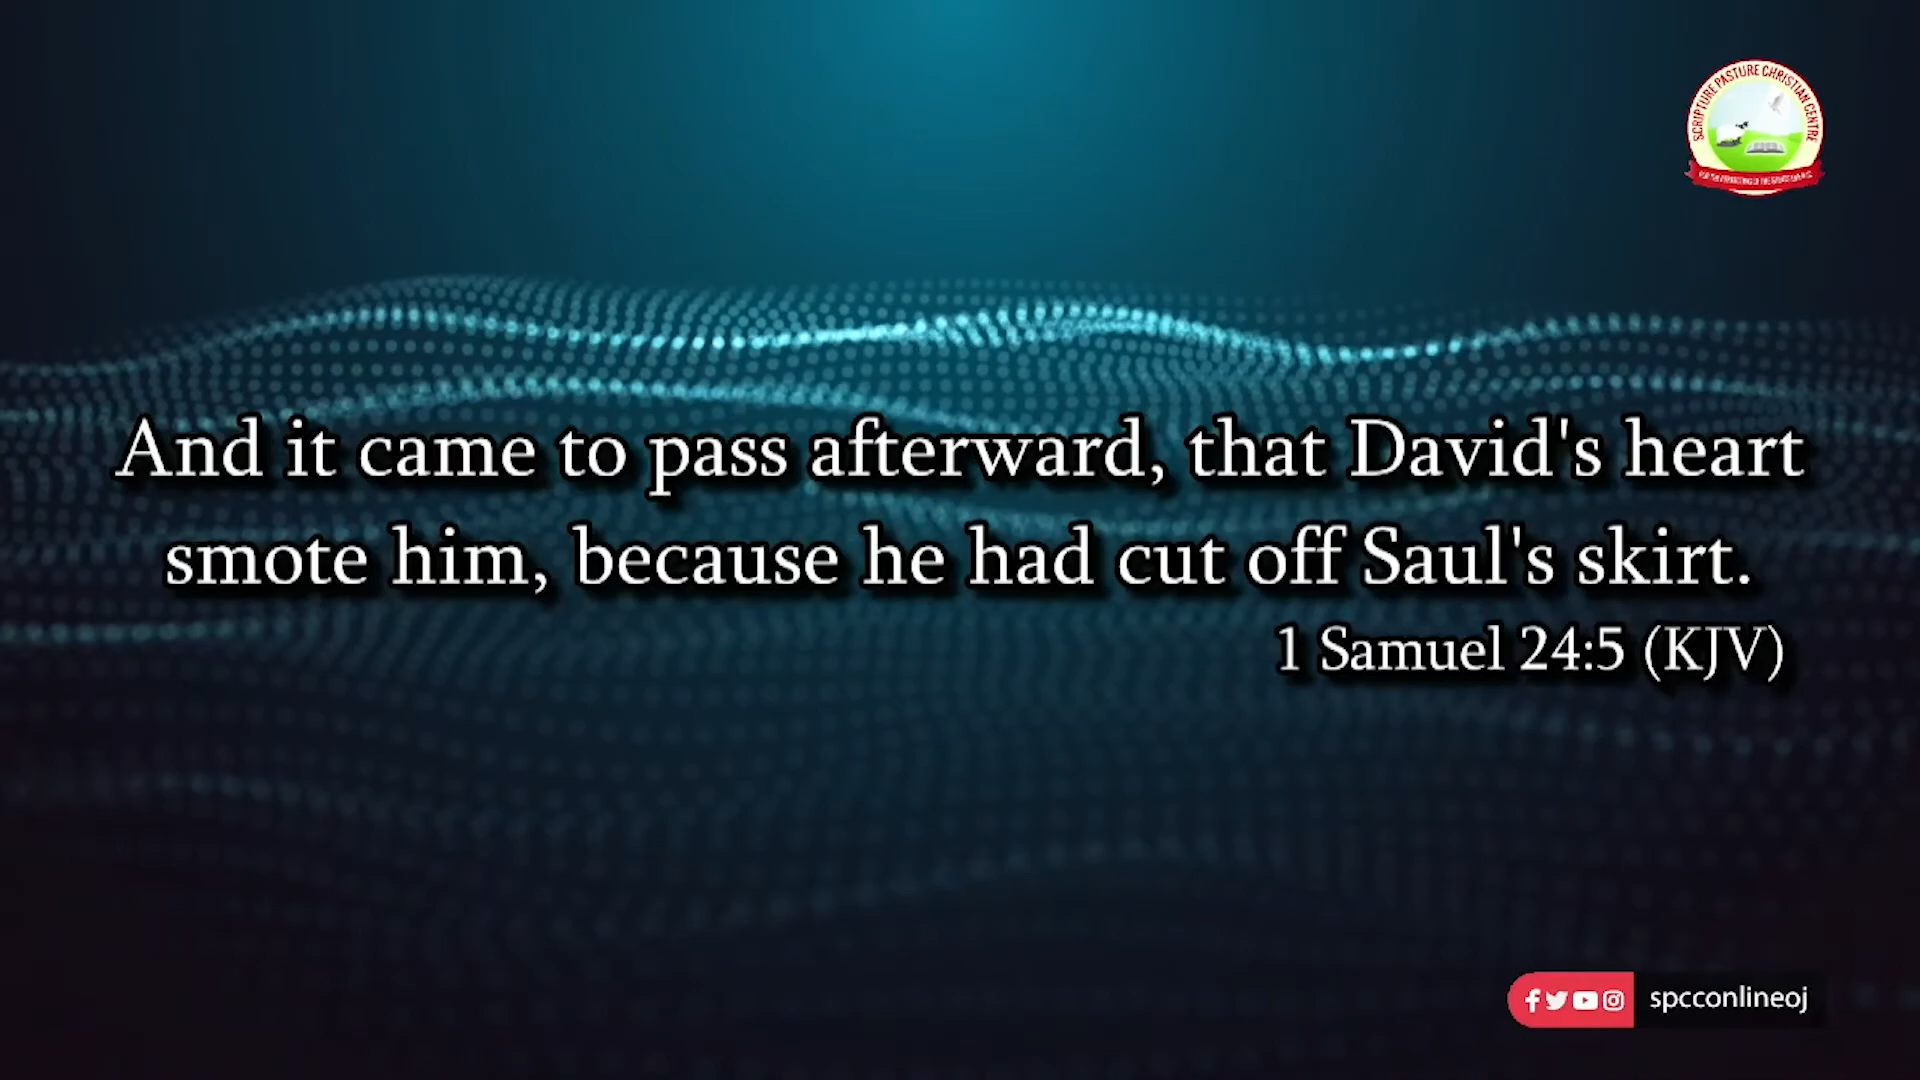 SCRIPTURE PASTURE CHRISTIAN CENTRE
And it came to pass afterward, that David's heart
smote him, because he had cut off Saul's skirt.
1 Samuel 24:5 (KJV)
spcconlineoj